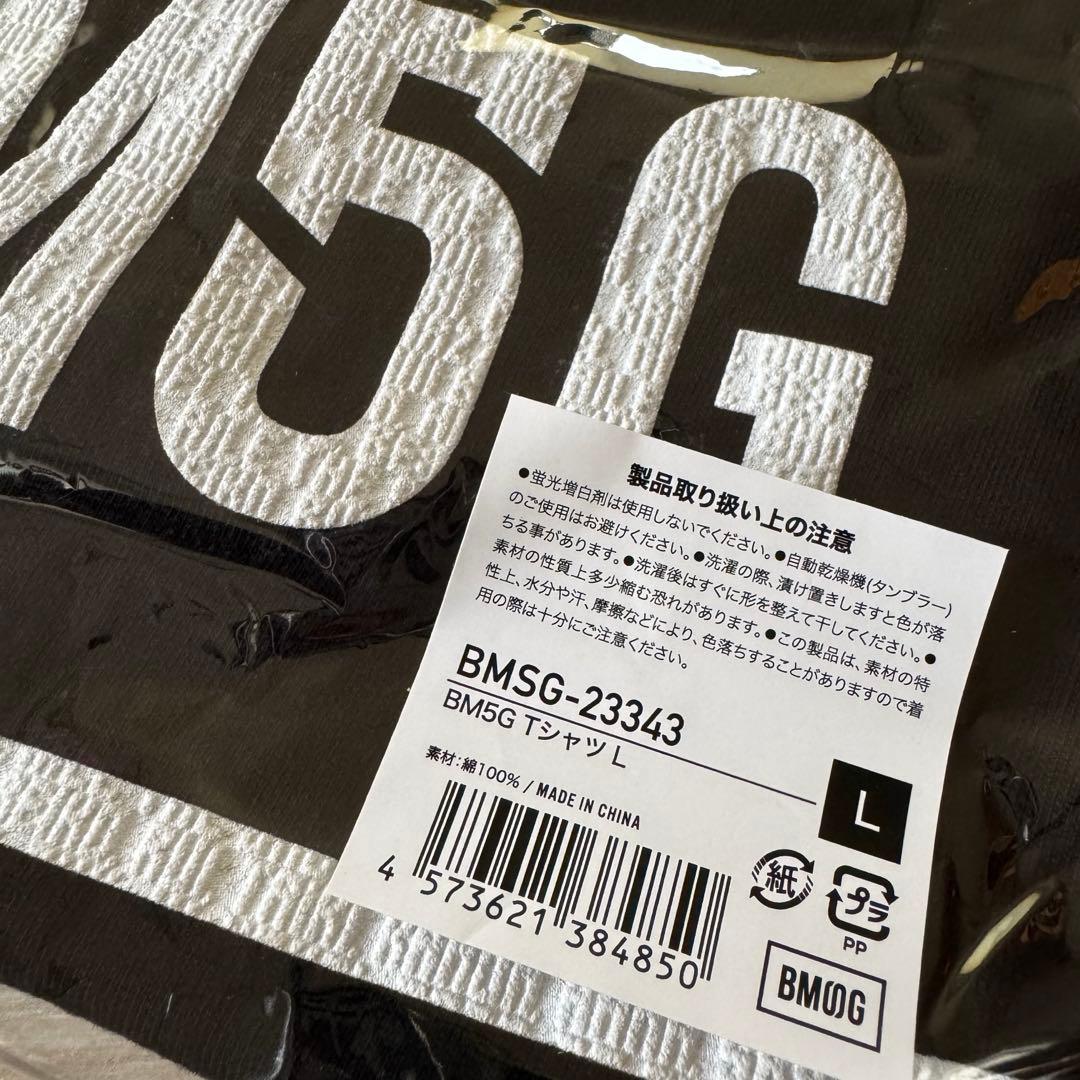 M5G
製品取り扱い上の注意
●蛍光増白剤は使用しないでください。●自動乾燥機(タンブラー)
のご使用はお避けください。●洗濯の際、漬け置きしますと色が落
ちる事があります。●洗濯後はすぐに形を整えて干してください。●
素材の性質上多少縮む恐れがあります。●この製品は、素材の特
性上、水分や汗、摩擦などにより、色落ちすることがありますので着
用の際は十分にご注意ください。
BMSG-23343
BM5G Tシャツ L
L
素材:綿100% / MADE IN CHINA
4 573621 384850
紙
プラ
PP
BMSG